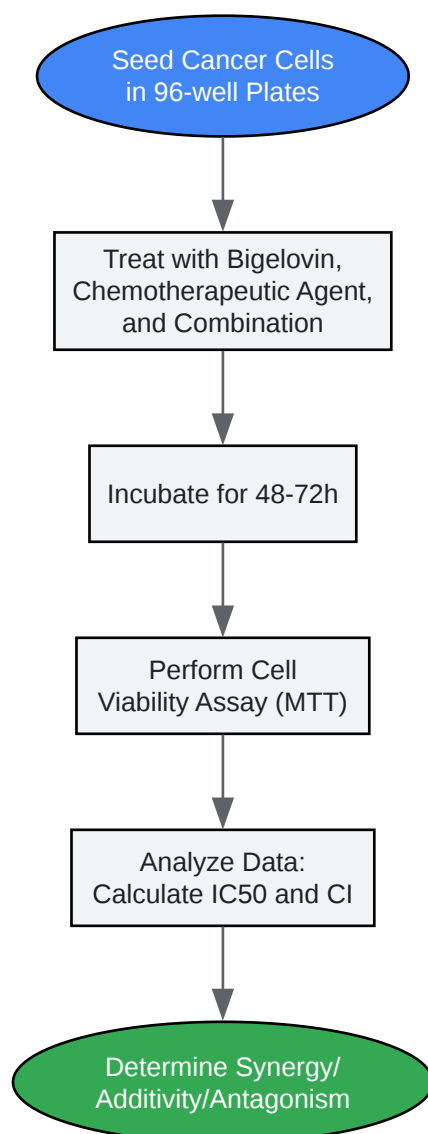 Seed Cancer Cells
in 96-well Plates
Treat with Bigelovin,
Chemotherapeutic Agent,
and Combination
Incubate for 48-72h
Perform Cell
Viability Assay (MTT)
Analyze Data:
Calculate IC50 and CI
Determine Synergy/
Additivity/Antagonism